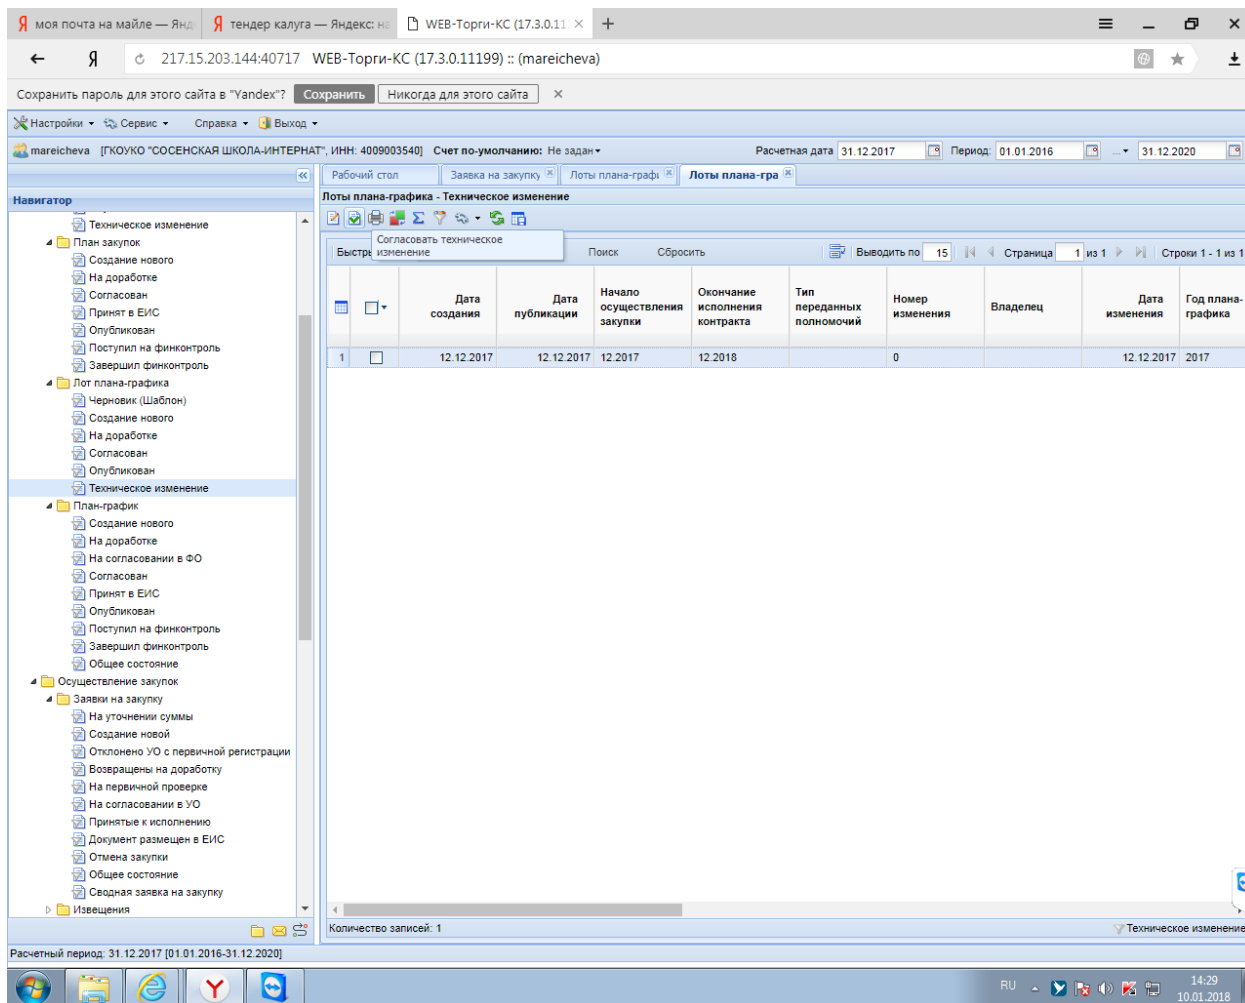 моя почта на майле — Янд
тендер калуга — Яндекс: на
WEB-Торги-КС (17.3.0.11
217.15.203.144:40717 WEB-Торги-КС (17.3.0.11199) :: (mareicheva)
Сохранить пароль для этого сайта в "Yandex"? Сохранить Никогда для этого сайта
Настройки Сервис Справка Выход
mareicheva [ГКОУКО "СОСЕНСКАЯ ШКОЛА-ИНТЕРНАТ", ИНН: 4009003540] Счет по-умолчанию: Не задан Расчетная дата 31.12.2017 Период: 01.01.2016 ... 31.12.2020
Рабочий стол Заявка на закупку Лоты плана-графи Лоты плана-гра
Навигатор
Лоты плана-графика - Техническое изменение
Согласовать техническое
изменение
Быстры Поиск Сбросить Выводить по 15 Страница 1 из 1 Строки 1 - 1 из 1
Дата создания
Дата публикации
Начало осуществления закупки
Окончание исполнения контракта
Тип переданных полномочий
Номер изменения
Владелец
Дата изменения
Год плана-графика
1 12.12.2017 12.12.2017 12.2017 12.2018 0 12.12.2017 2017
Техническое изменение
План закупок
Создание нового
На доработке
Согласован
Принят в ЕИС
Опубликован
Поступил на финконтроль
Завершил финконтроль
Лот плана-графика
Черновик (Шаблон)
Создание нового
На доработке
Согласован
Опубликован
Техническое изменение
План-график
Создание нового
На доработке
На согласовании в ФО
Согласован
Принят в ЕИС
Опубликован
Поступил на финконтроль
Завершил финконтроль
Общее состояние
Осуществление закупок
Заявки на закупку
На уточнении суммы
Создание новой
Отклонено УО с первичной регистрации
Возвращены на доработку
На первичной проверке
На согласовании в УО
Принятые к исполнению
Документ размещен в ЕИС
Отмена закупки
Общее состояние
Сводная заявка на закупку
Извещения
Количество записей: 1 Техническое изменение
Расчетный период: 31.12.2017 [01.01.2016-31.12.2020]
RU 14:29
10.01.2018